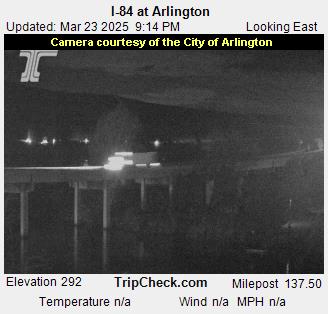 I-84 at Arlington
Updated: Mar 23 2025 9:14 PM Looking East
Camera courtesy of the City of Arlington
Elevation 292 TripCheck.com Milepost 137.50
Temperature n/a Wind n/a MPH n/a